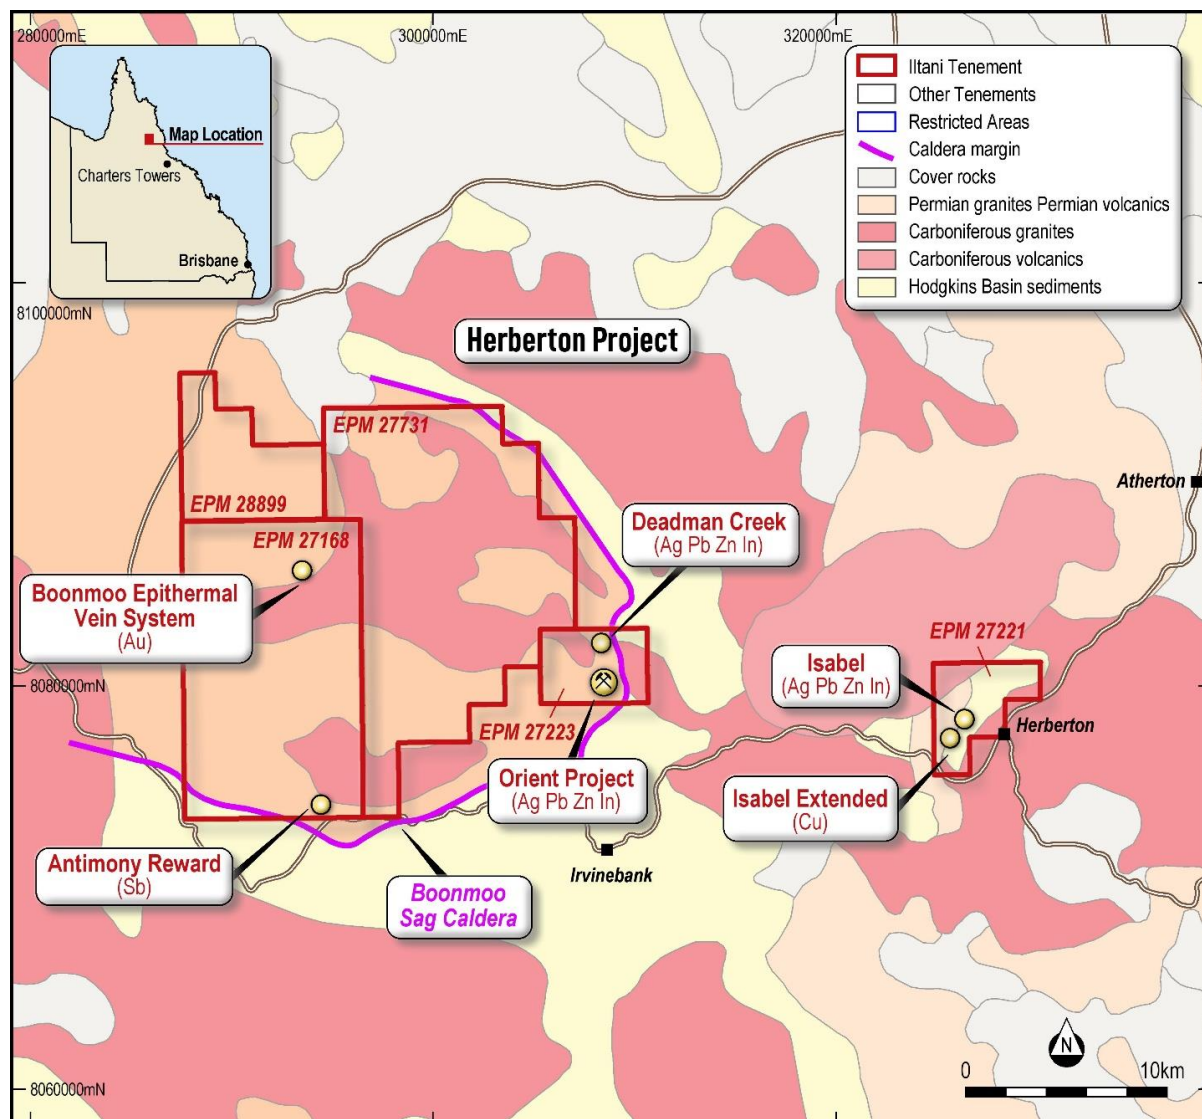 280000mE
300000mE
320000mE
Map Location
Charters Towers
Brisbane
Iltani Tenement
Other Tenements
Restricted Areas
Caldera margin
Cover rocks
Permian granites Permian volcanics
Carboniferous granites
Carboniferous volcanics
Hodgkins Basin sediments
8100000mN
Herberton Project
EPM 27731
Atherton
EPM 28899
Deadman Creek
(Ag Pb Zn In)
EPM 27168
Boonmoo Epithermal
Vein System
(Au)
EPM 27221
Isabel
(Ag Pb Zn In)
8080000mN
EPM 27223
Herberton
Orient Project
(Ag Pb Zn In)
Isabel Extended
(Cu)
Antimony Reward
(Sb)
Irvinebank
Boonmoo
Sag Caldera
N
0
10km
8060000mN